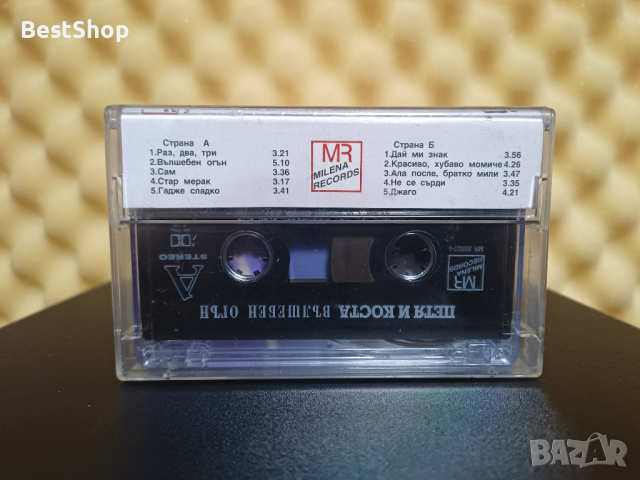 BestShop
Страна А
1.Раз, два, три 3.21
2.Вълшебен огън 5.10
3.Сам 3.36
4.Стар мерак 3.17
5.Гадже сладко 3.41
MR
MILENA
RECORDS
Страна Б
1.Дай ми знак 3.56
2.Красиво, хубаво момиче 4.26
3.Ала после, братко мили 3.47
4.Не се сърди 3.35
5.Джаго 4.21
ПЕТЯ И КОСТА ВЪЛШЕБЕН ОГЪН
A
STEREO
MR
MILENA
RECORDS
BAZAR